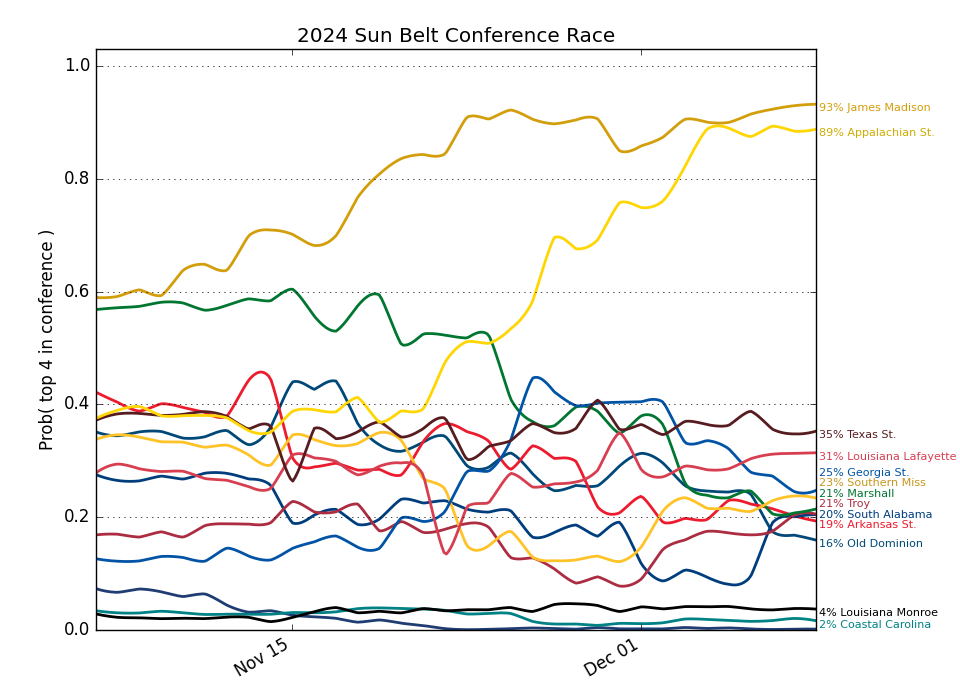 2024 Sun Belt Conference Race
Prob( top 4 in conference )
1.0
0.8
0.6
0.4
0.2
0.0
Nov 15
Dec 01
93% James Madison
89% Appalachian St.
35% Texas St.
31% Louisiana Lafayette
25% Georgia St.
23% Southern Miss
21% Marshall
21% Troy
20% South Alabama
19% Arkansas St.
16% Old Dominion
4% Louisiana Monroe
2% Coastal Carolina